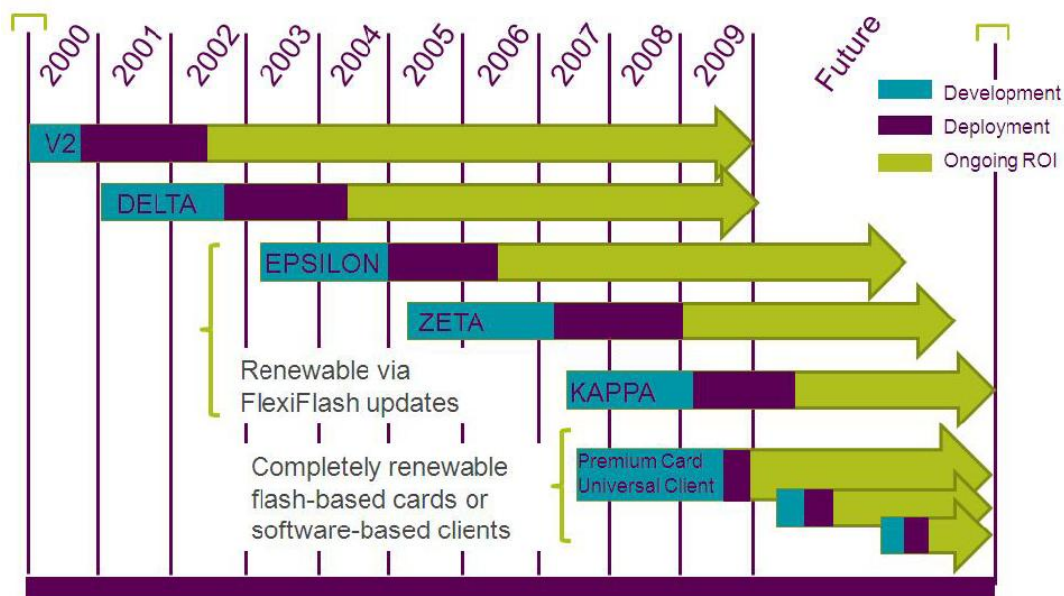 2000 2001 2002 2003 2004 2005 2006 2007 2008 2009 Future
Development
Deployment
Ongoing ROI
V2
DELTA
EPSILON
ZETA
Renewable via
FlexiFlash updates
KAPPA
Completely renewable
flash-based cards or
software-based clients
Premium Card
Universal Client